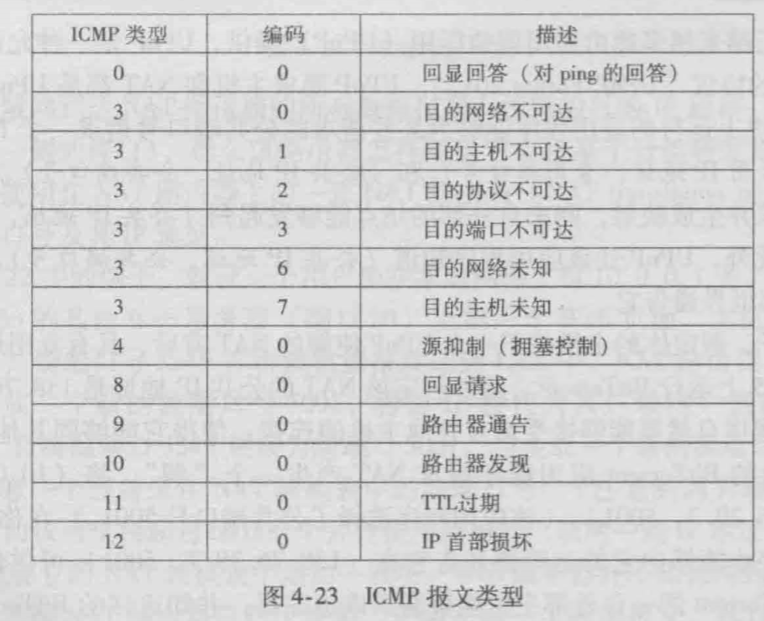 ICMP 类型 编码 描述
0 0 回显回答（对 ping 的回答）
3 0 目的网络不可达
3 1 目的主机不可达
3 2 目的协议不可达
3 3 目的端口不可达
3 6 目的网络未知
3 7 目的主机未知
4 0 源抑制（拥塞控制）
8 0 回显请求
9 0 路由器通告
10 0 路由器发现
11 0 TTL过期
12 0 IP 首部损坏
图 4-23 ICMP 报文类型